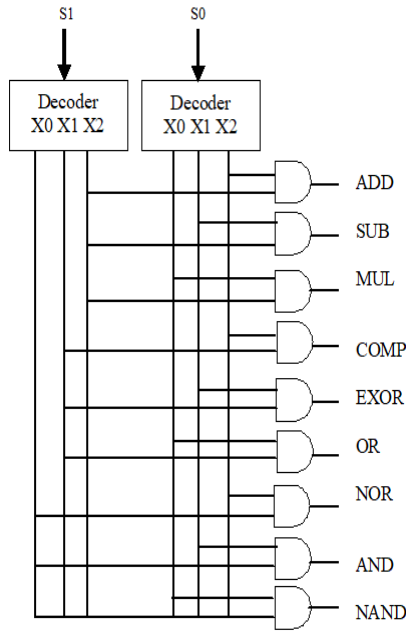 S1 S0
Decoder Decoder
X0 X1 X2 X0 X1 X2
ADD
SUB
MUL
COMP
EXOR
OR
NOR
AND
NAND